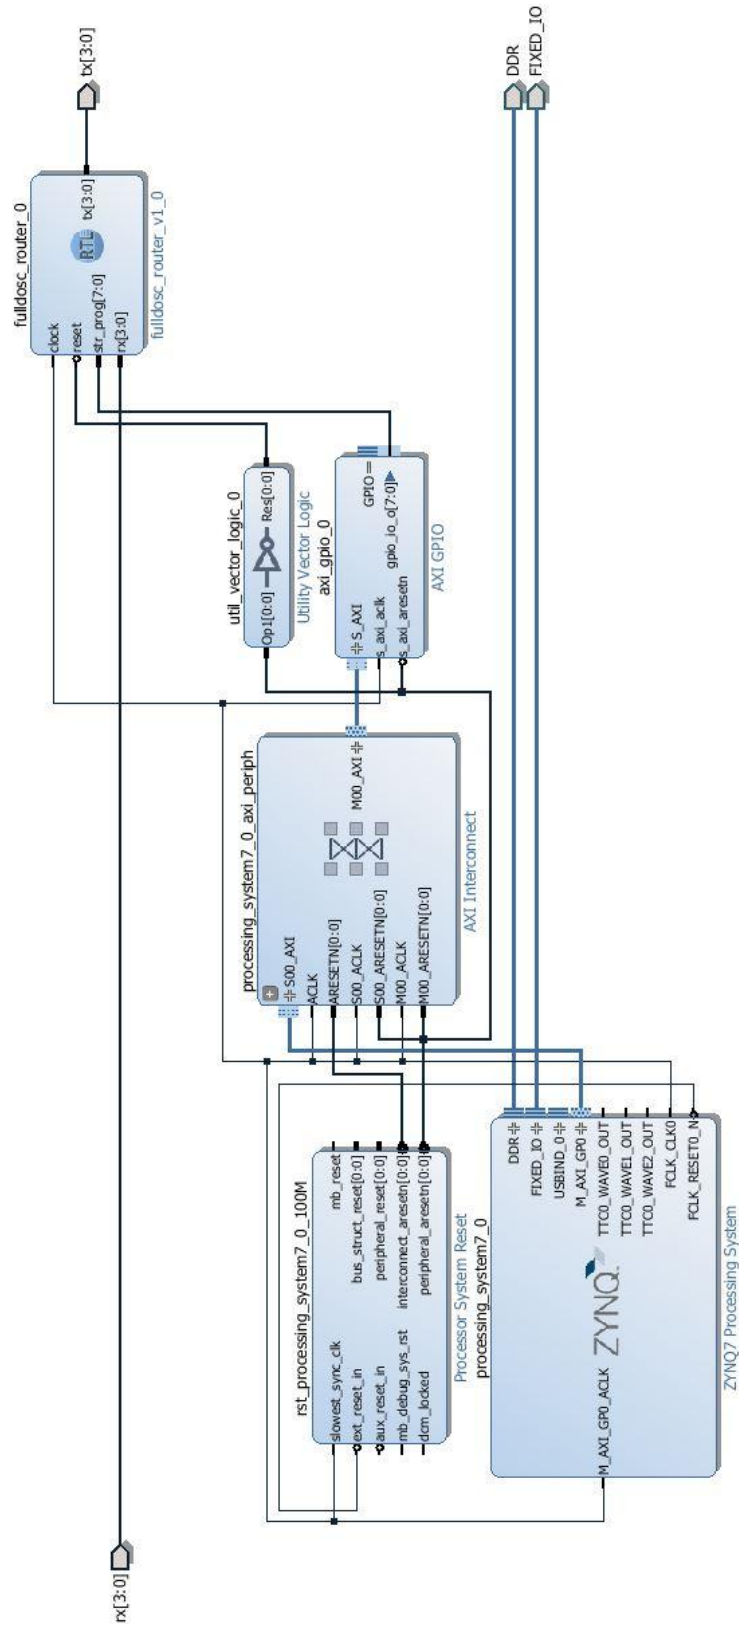 rx[3:0]
rst_processing_system7_0_100M
slowest_sync_clk
ext_reset_in
aux_reset_in
mb_debug_sys_rst
dcm_locked
mb_reset
bus_struct_reset[0:0]
peripheral_reset[0:0]
interconnect_aresetn[0:0]
peripheral_aresetn[0:0]
Processor System Reset
processing_system7_0
M_AXI_GP0_ACLK
ZYNQ
DDR
FIXED_IO
USBIND_0
M_AXI_GP0
TTC0_WAVE0_OUT
TTC0_WAVE1_OUT
TTC0_WAVE2_OUT
FCLK_CLK0
FCLK_RESET0_N
ZYNQ7 Processing System
processing_system7_0_axi_periph
S00_AXI
ACLK
ARESETN[0:0]
S00_ACLK
S00_ARESETN[0:0]
M00_ACLK
M00_ARESETN[0:0]
M00_AXI
AXI Interconnect
util_vector_logic_0
Op1[0:0]
Res[0:0]
Utility Vector Logic
axi_gpio_0
S_AXI
s_axi_aclk
s_axi_aresetn
GPIO
gpio_io_o[7:0]
AXI GPIO
fulldosc_router_0
clock
reset
str_prog[7:0]
rx[3:0]
RTL
tx[3:0]
fulldosc_router_v1_0
tx[3:0]
DDR
FIXED_IO